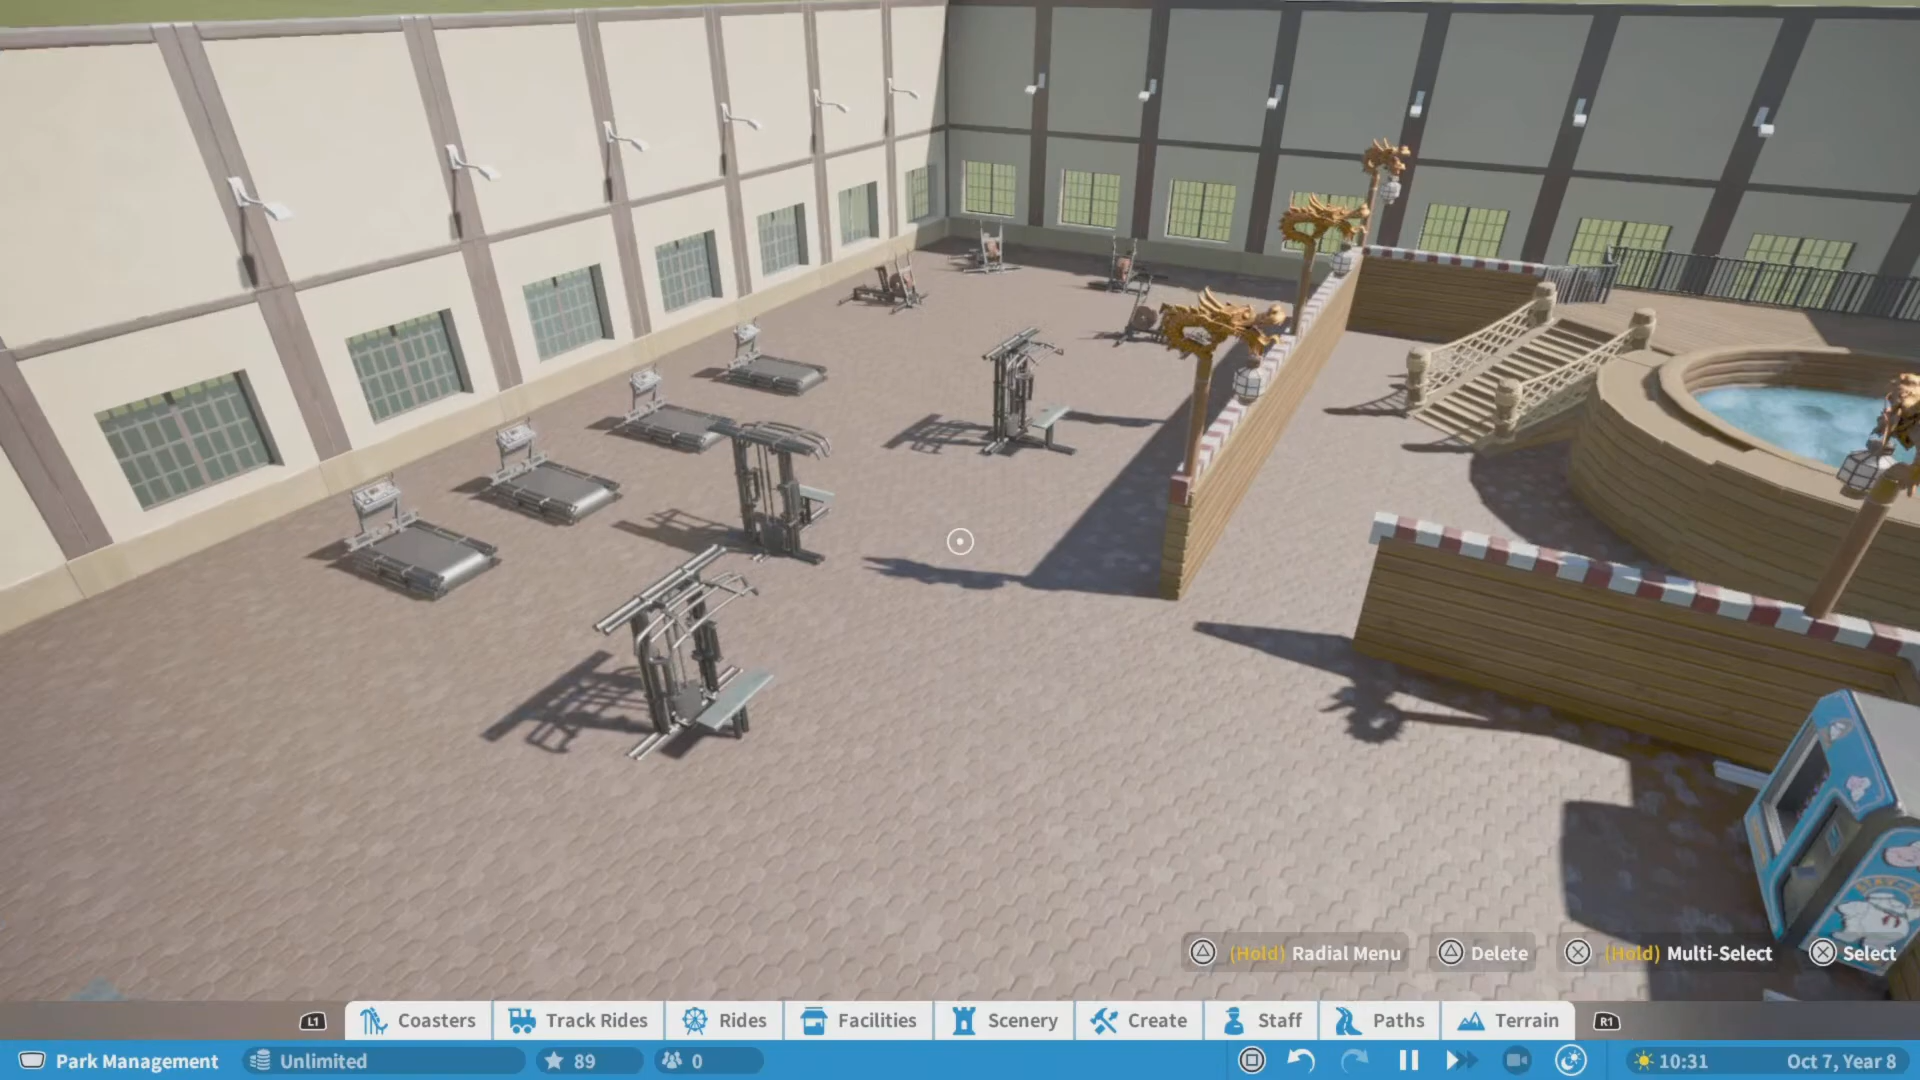 (Hold) Radial Menu Delete (Hold) Multi-Select Select
L1 Coasters Track Rides Rides Facilities Scenery Create Staff Paths Terrain R1
Park Management Unlimited 89 0 10:31 Oct 7, Year 8